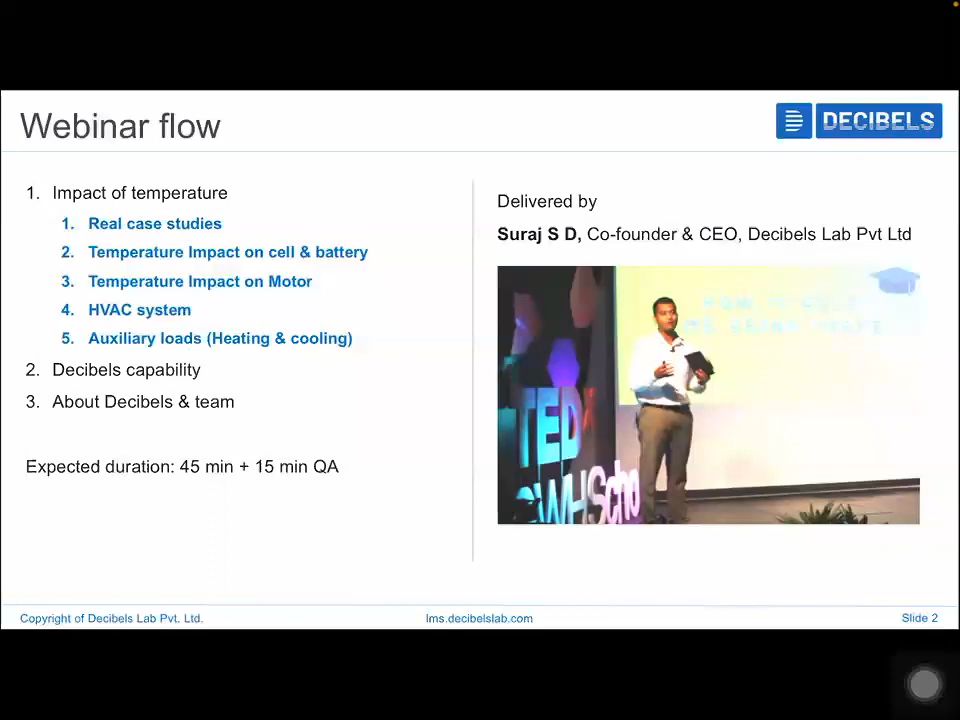 Webinar flow
DECIBELS
1. Impact of temperature
1. Real case studies
2. Temperature Impact on cell & battery
3. Temperature Impact on Motor
4. HVAC system
5. Auxiliary loads (Heating & cooling)
2. Decibels capability
3. About Decibels & team
Expected duration: 45 min + 15 min QA
Delivered by
Suraj S D, Co-founder & CEO, Decibels Lab Pvt Ltd
TEDx
Copyright of Decibels Lab Pvt. Ltd.
lms.decibelslab.com
Slide 2